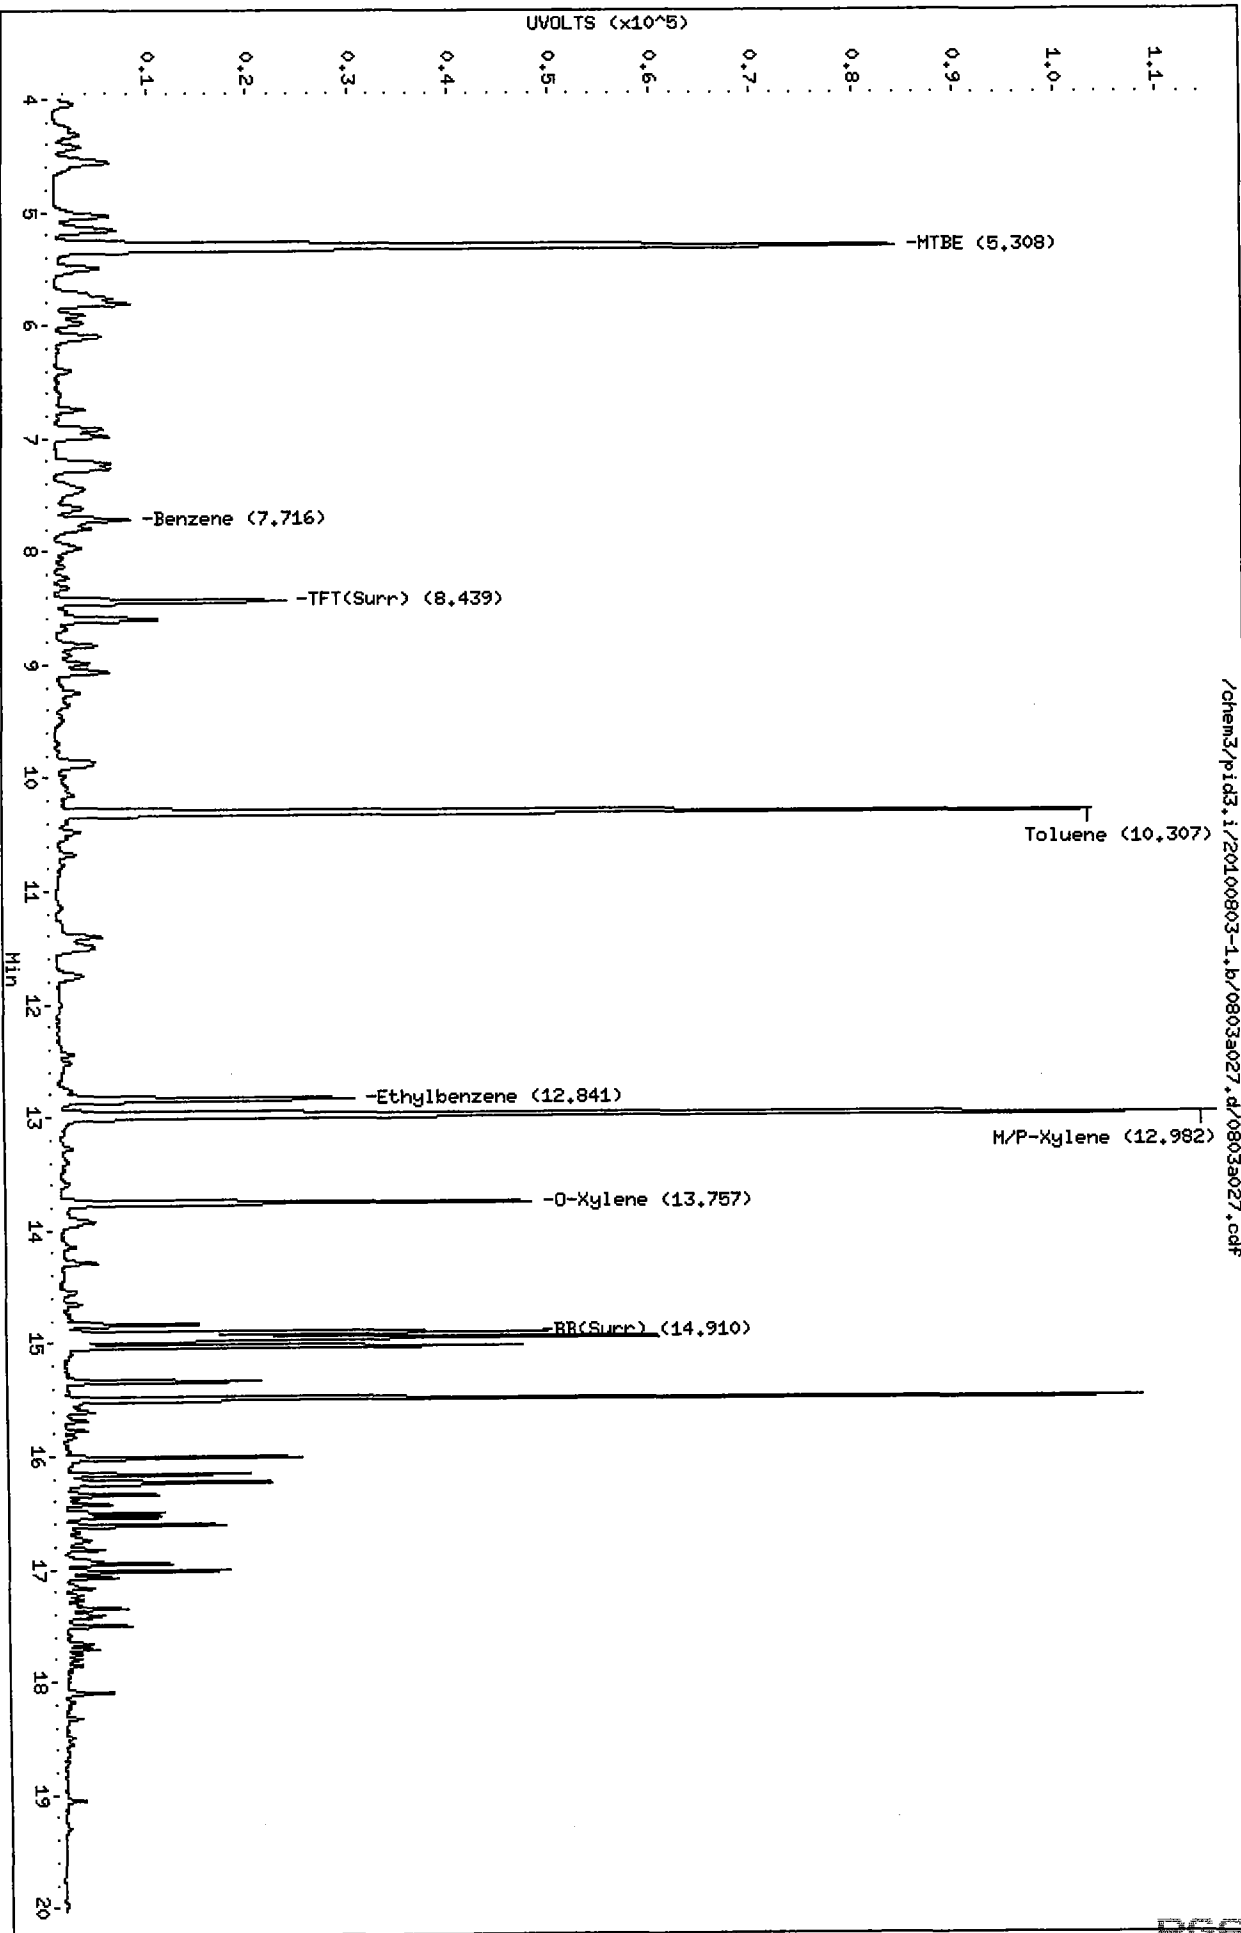 /chem3/pid3.i/20100803-1.b/0803a027.d/0803a027.cdf
UVOLTS (x10^5)
0.1-
0.2-
0.3-
0.4-
0.5-
0.6-
0.7-
0.8-
0.9-
1.0-
1.1-
-MTBE (5.308)
-Benzene (7.716)
-TFT(Surr) (8.439)
Toluene (10.307)
-Ethylbenzene (12.841)
M/P-Xylene (12.982)
-O-Xylene (13.757)
-BB(Surr) (14.910)
4
5
6
7
8
9
10
11
12
13
14
15
16
17
18
19
20
Min